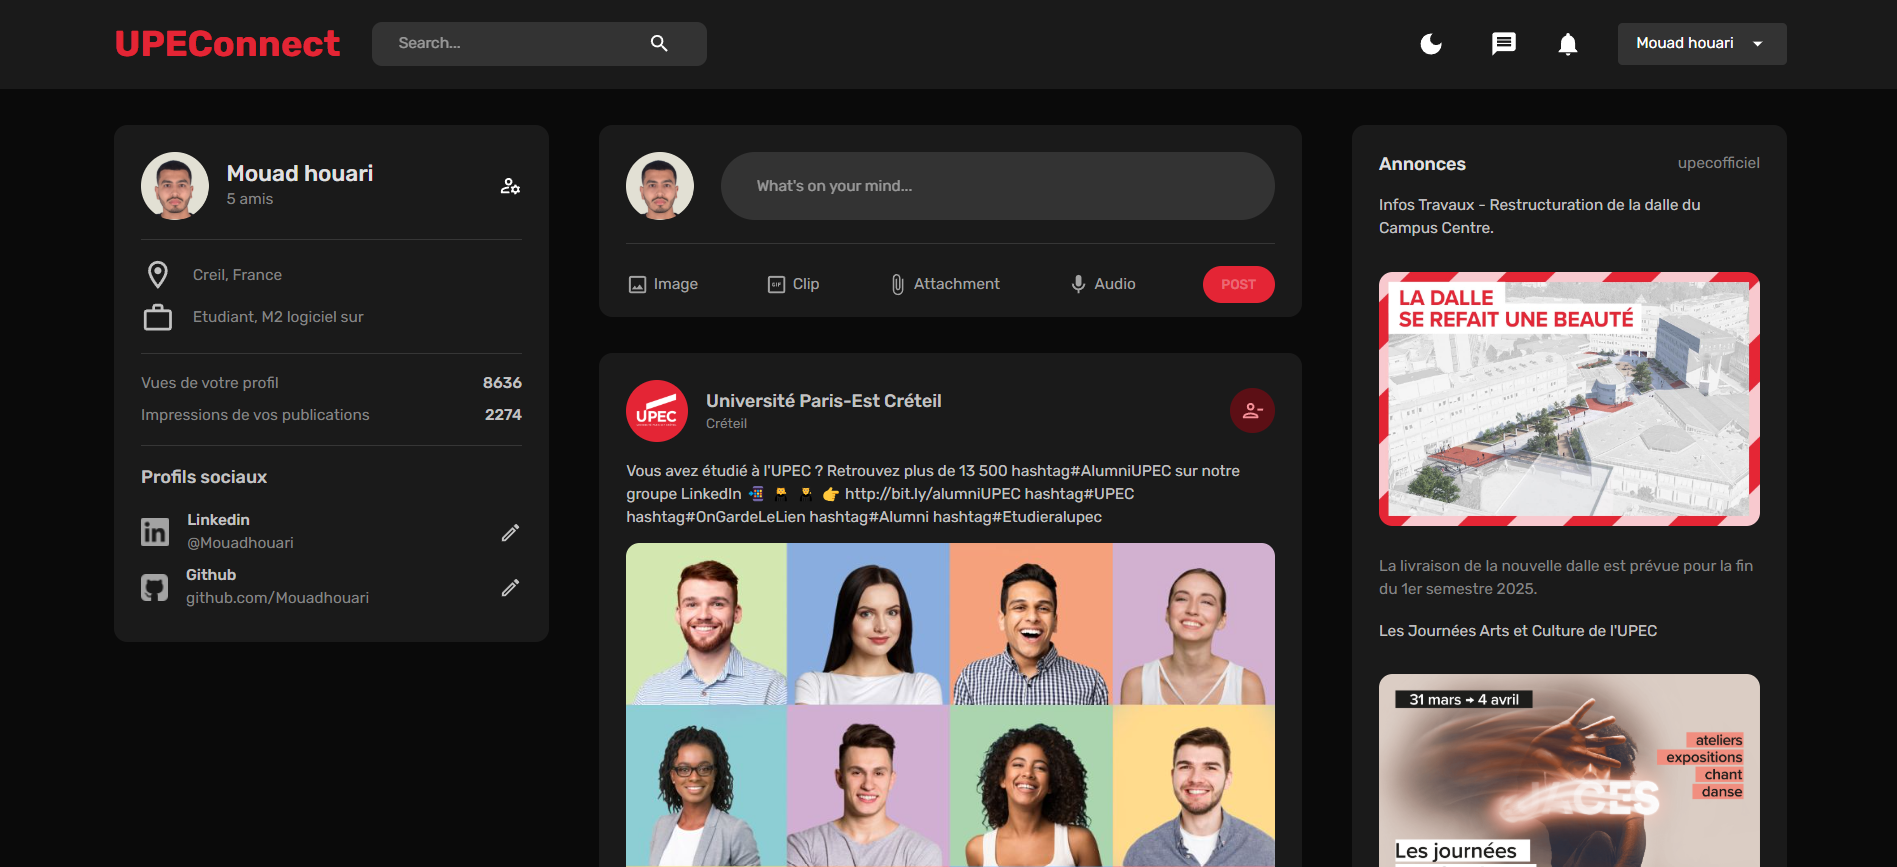 UPEConnect
Search...
Mouad houari
Mouad houari
5 amis
Creil, France
Etudiant, M2 logiciel sur
Vues de votre profil 8636
Impressions de vos publications 2274
Profils sociaux
Linkedin
@Mouadhouari
Github
github.com/Mouadhouari
What's on your mind...
Image
GIF
Clip
Attachment
Audio
POST
UPEC
Université Paris-Est Créteil
Créteil
Vous avez étudié à l'UPEC ? Retrouvez plus de 13 500 hashtag#AlumniUPEC sur notre
groupe LinkedIn 📲 👉 http://bit.ly/alumniUPEC hashtag#UPEC
hashtag#OnGardeLeLien hashtag#Alumni hashtag#Etudieralupec
Annonces upecofficiel
Infos Travaux - Restructuration de la dalle du
Campus Centre.
LA DALLE
SE REFAIT UNE BEAUTÉ
La livraison de la nouvelle dalle est prévue pour la fin
du 1er semestre 2025.
Les Journées Arts et Culture de l'UPEC
31 mars → 4 avril
ateliers
expositions
chant
danse
Les journées